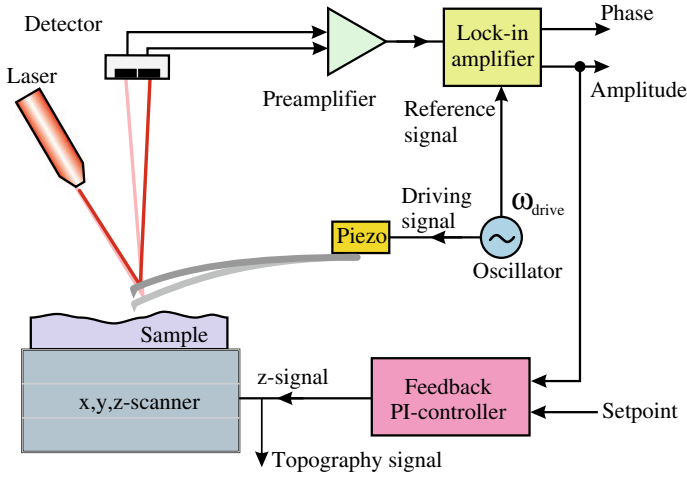 Detector
Laser
Preamplifier
Lock-in
amplifier
Phase
Amplitude
Reference
signal
Driving
signal
ω_drive
Piezo
Oscillator
Sample
x,y,z-scanner
z-signal
Feedback
PI-controller
Setpoint
Topography signal